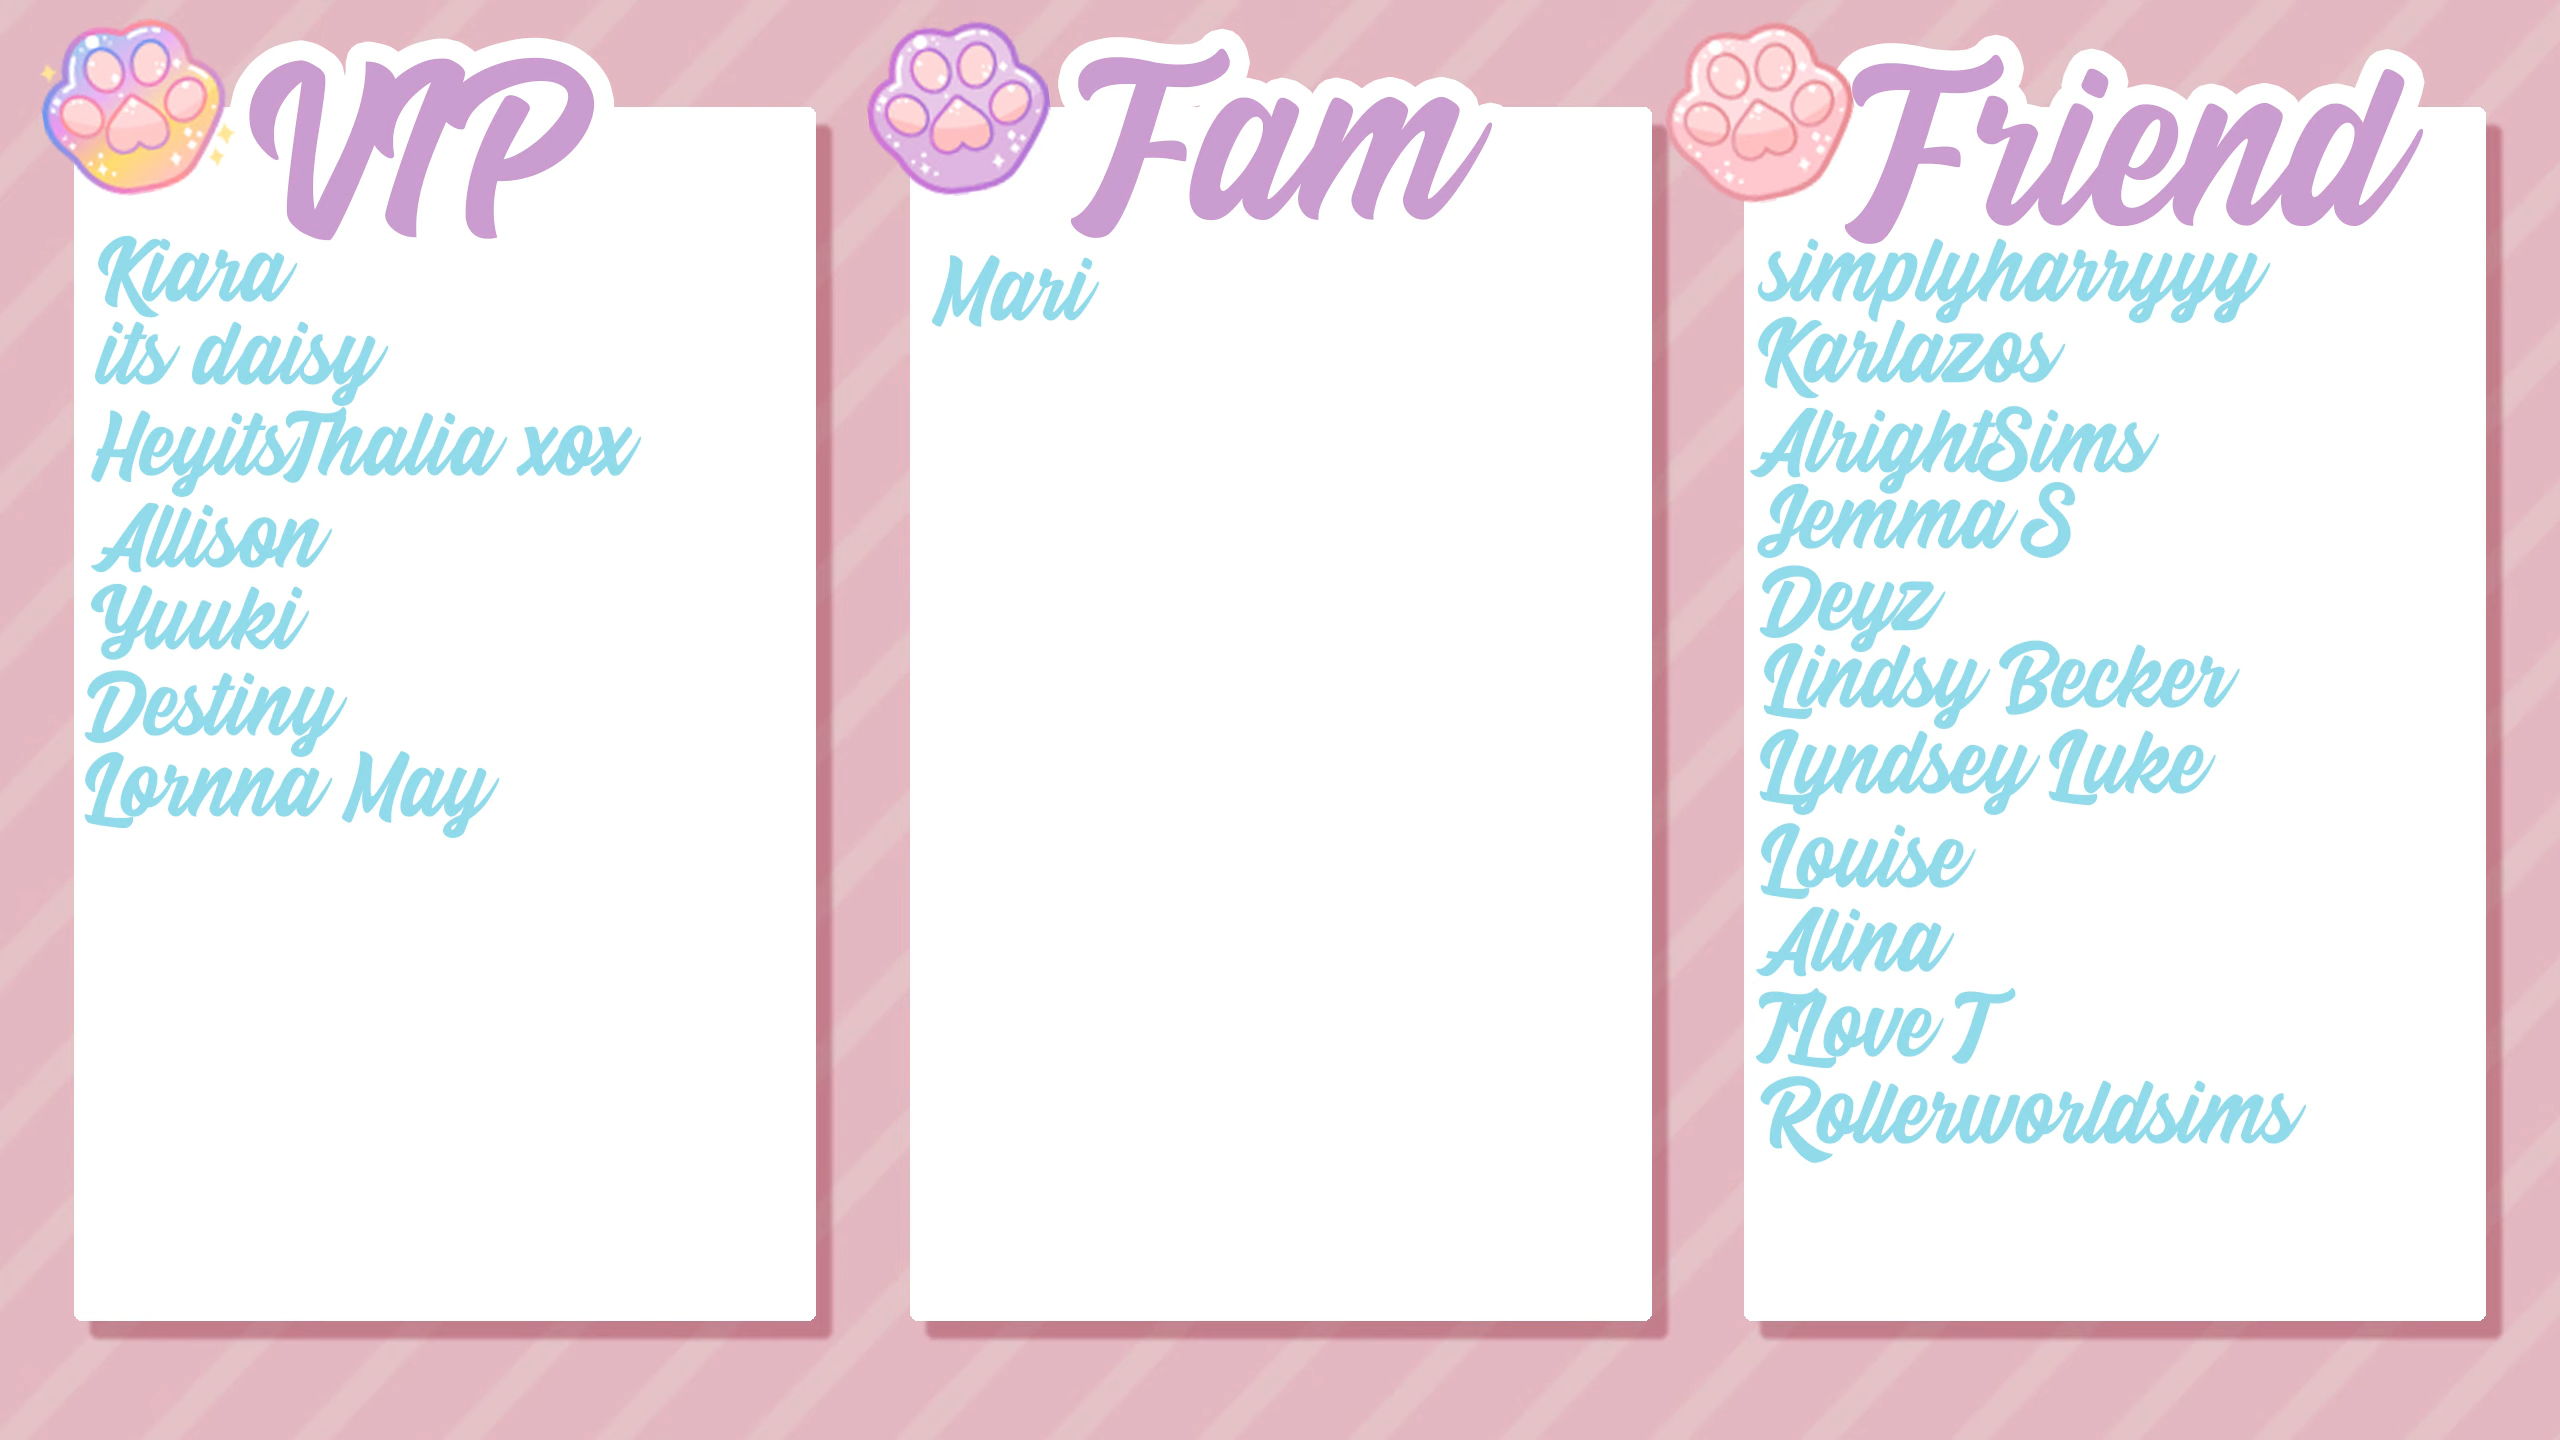 VIP
Kiara
its daisy
HeyitsThalia xox
Allison
Yuuki
Destiny
Lornna May
Fam
Mari
Friend
simplyharryyy
Karlazos
AlrightSims
Jemma S
Deyz
Lindsy Becker
Lyndsey Luke
Louise
Alina
TLove T
Rollerworldsims